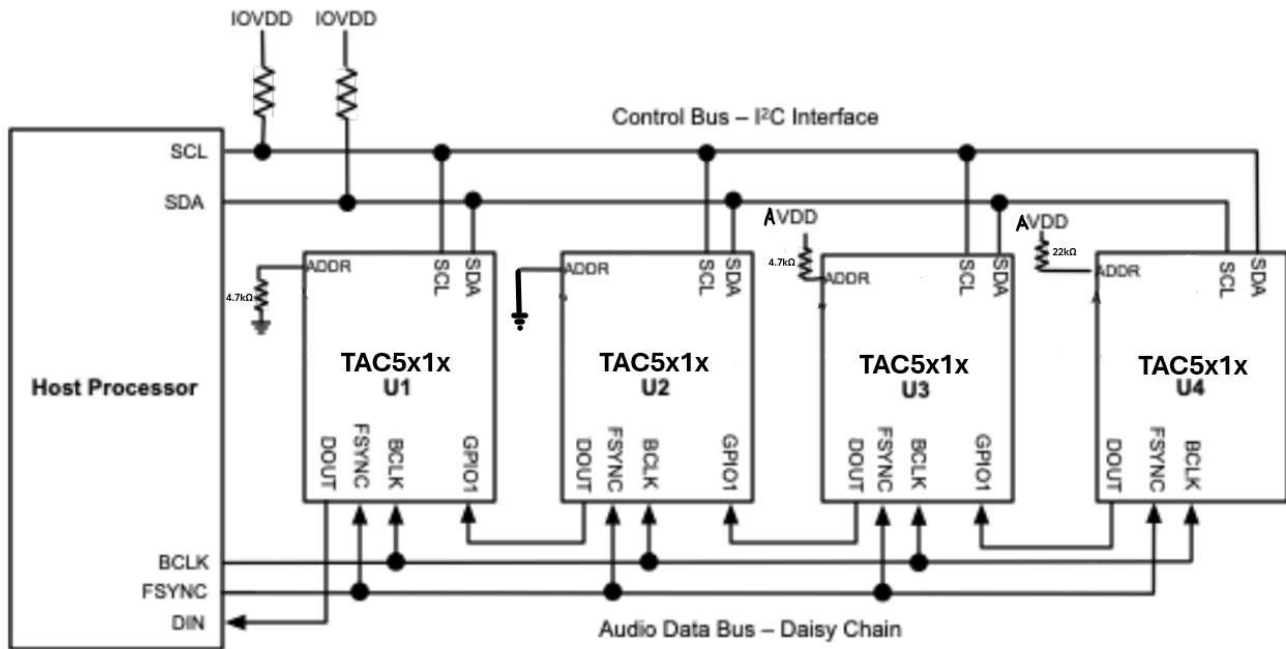 IOVDD IOVDD
Control Bus – I²C Interface
SCL
SDA
AVDD
AVDD
4.7kΩ
22kΩ
4.7kΩ
ADDR
SCL
SDA
ADDR
SCL
SDA
ADDR
SCL
SDA
ADDR
SCL
SDA
Host Processor
TAC5x1x
U1
TAC5x1x
U2
TAC5x1x
U3
TAC5x1x
U4
DOUT
FSYNC
BCLK
GPIO1
DOUT
FSYNC
BCLK
GPIO1
DOUT
FSYNC
BCLK
GPIO1
DOUT
FSYNC
BCLK
BCLK
FSYNC
DIN
Audio Data Bus – Daisy Chain